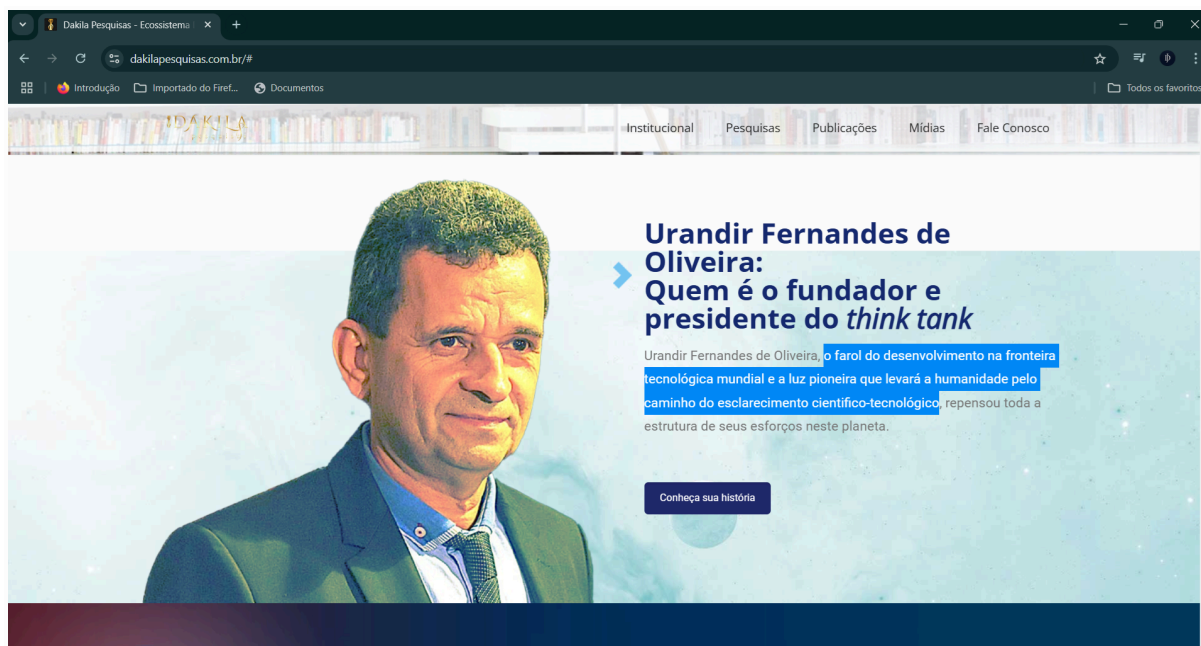 Dakila Pesquisas - Ecossistema
dakilapesquisas.com.br/#
Introdução
Importado do Firef...
Documentos
Todos os favoritos
DAKILA
Institucional
Pesquisas
Publicações
Mídias
Fale Conosco
Urandir Fernandes de
Oliveira:
Quem é o fundador e
presidente do think tank
Urandir Fernandes de Oliveira, o farol do desenvolvimento na fronteira
tecnológica mundial e a luz pioneira que levará a humanidade pelo
caminho do esclarecimento científico-tecnológico, repensou toda a
estrutura de seus esforços neste planeta.
Conheça sua história